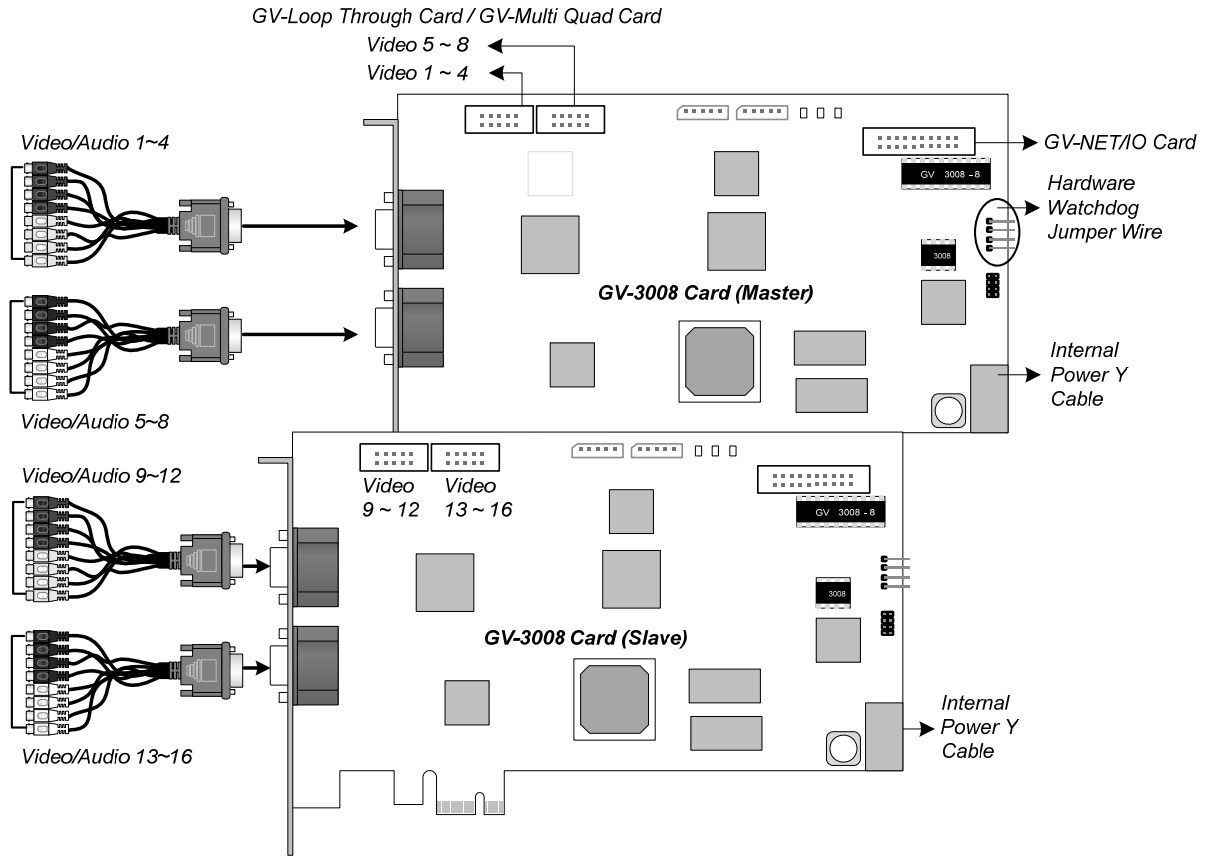 GV-Loop Through Card / GV-Multi Quad Card
Video 5 ~ 8
Video 1 ~ 4
Video/Audio 1~4
GV-NET/IO Card
GV 3008 - 8
Hardware
Watchdog
Jumper Wire
3008
GV-3008 Card (Master)
Video/Audio 5~8
Internal
Power Y
Cable
Video/Audio 9~12
Video
9 ~ 12
Video
13 ~ 16
GV 3008 - 8
3008
GV-3008 Card (Slave)
Video/Audio 13~16
Internal
Power Y
Cable